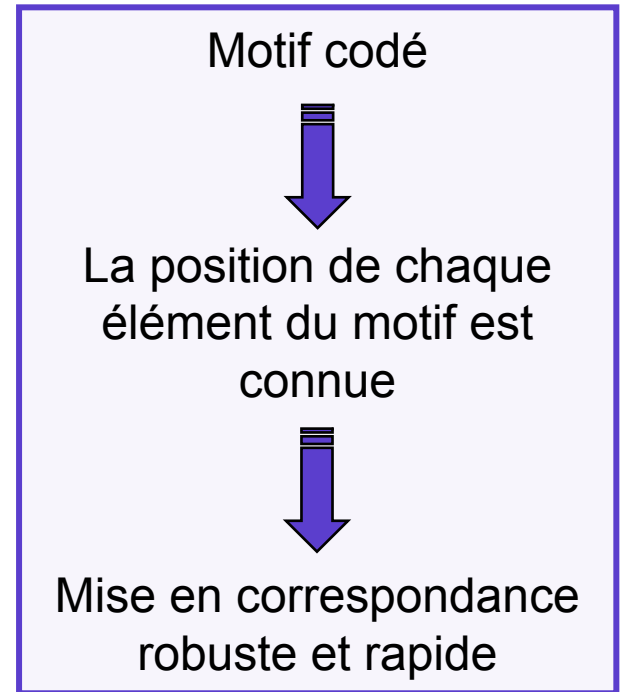 Motif codé
La position de chaque
élément du motif est
connue
Mise en correspondance
robuste et rapide